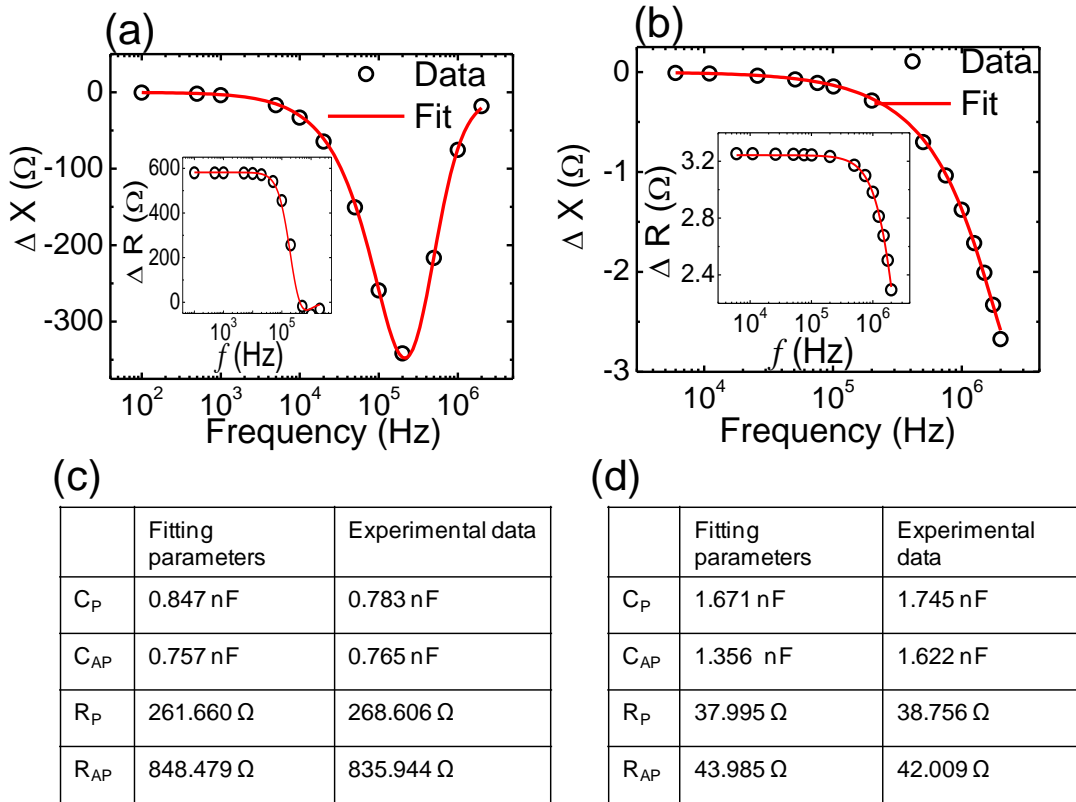 (a)
Data
Fit
0
-100
-200
-300
Δ X (Ω)
600
400
200
0
Δ R (Ω)
10^3
10^5
f (Hz)
10^2
10^3
10^4
10^5
10^6
Frequency (Hz)
(b)
Data
Fit
0
-1
-2
-3
Δ X (Ω)
3.2
2.8
2.4
Δ R (Ω)
10^4
10^5
10^6
f (Hz)
10^4
10^5
10^6
Frequency (Hz)
(c)
Fitting parameters Experimental data
C_P 0.847 nF 0.783 nF
C_AP 0.757 nF 0.765 nF
R_P 261.660 Ω 268.606 Ω
R_AP 848.479 Ω 835.944 Ω
(d)
Fitting parameters Experimental data
C_P 1.671 nF 1.745 nF
C_AP 1.356 nF 1.622 nF
R_P 37.995 Ω 38.756 Ω
R_AP 43.985 Ω 42.009 Ω